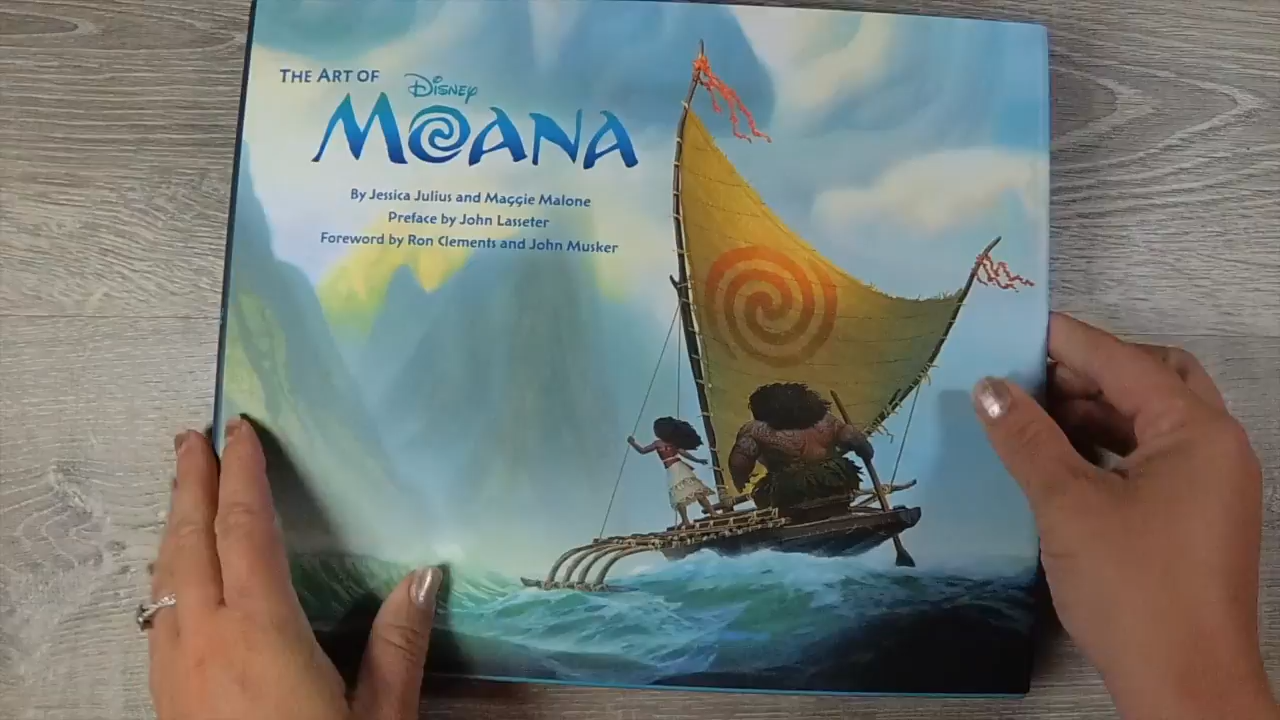 THE ART OF
DISNEY
MOANA
By Jessica Julius and Maggie Malone
Preface by John Lasseter
Foreword by Ron Clements and John Musker